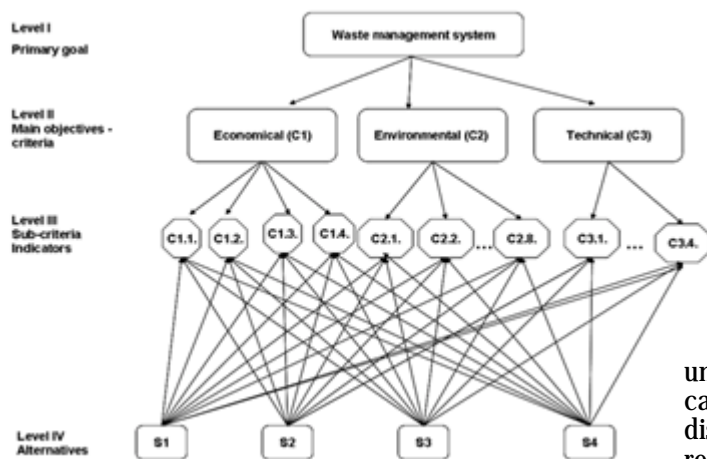 Level I
Primary goal
Waste management system
Level II
Main objectives -
criteria
Economical (C1)
Environmental (C2)
Technical (C3)
Level III
Sub-criteria
Indicators
C1.1.
C1.2.
C1.3.
C1.4.
C2.1.
C2.2.
...
C2.8.
C3.1.
...
C3.4.
Level IV
Alternatives
S1
S2
S3
S4